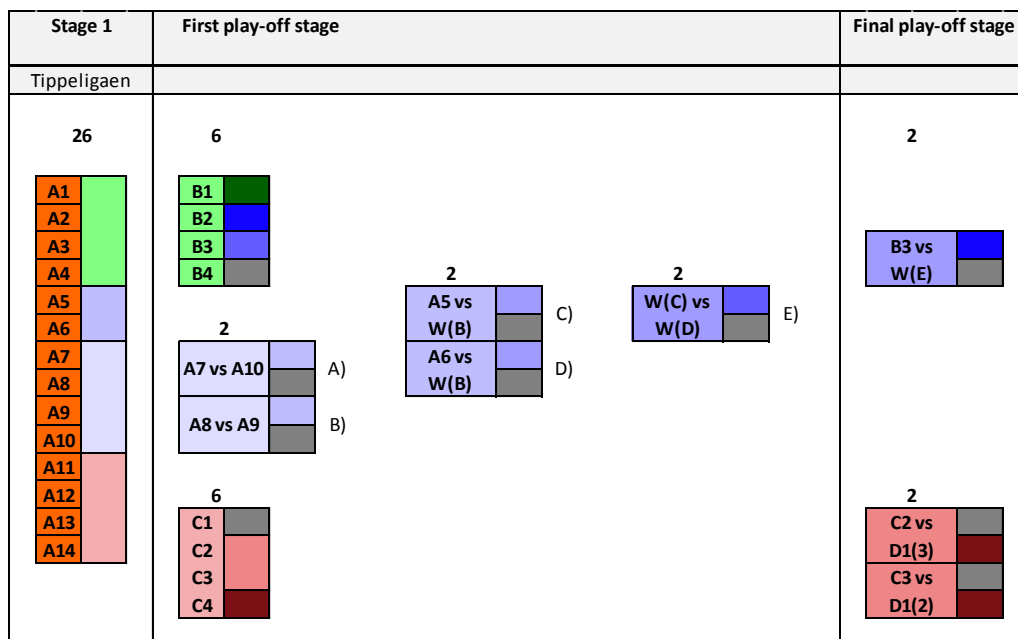 Stage 1
First play-off stage
Final play-off stage
Tippeligaen
26
6
2
A1
A2
A3
A4
A5
A6
A7
A8
A9
A10
A11
A12
A13
A14
B1
B2
B3
B4
2
A7 vs A10
A)
A8 vs A9
B)
6
C1
C2
C3
C4
2
A5 vs
W(B)
C)
A6 vs
W(B)
D)
2
W(C) vs
W(D)
E)
B3 vs
W(E)
2
C2 vs
D1(3)
C3 vs
D1(2)